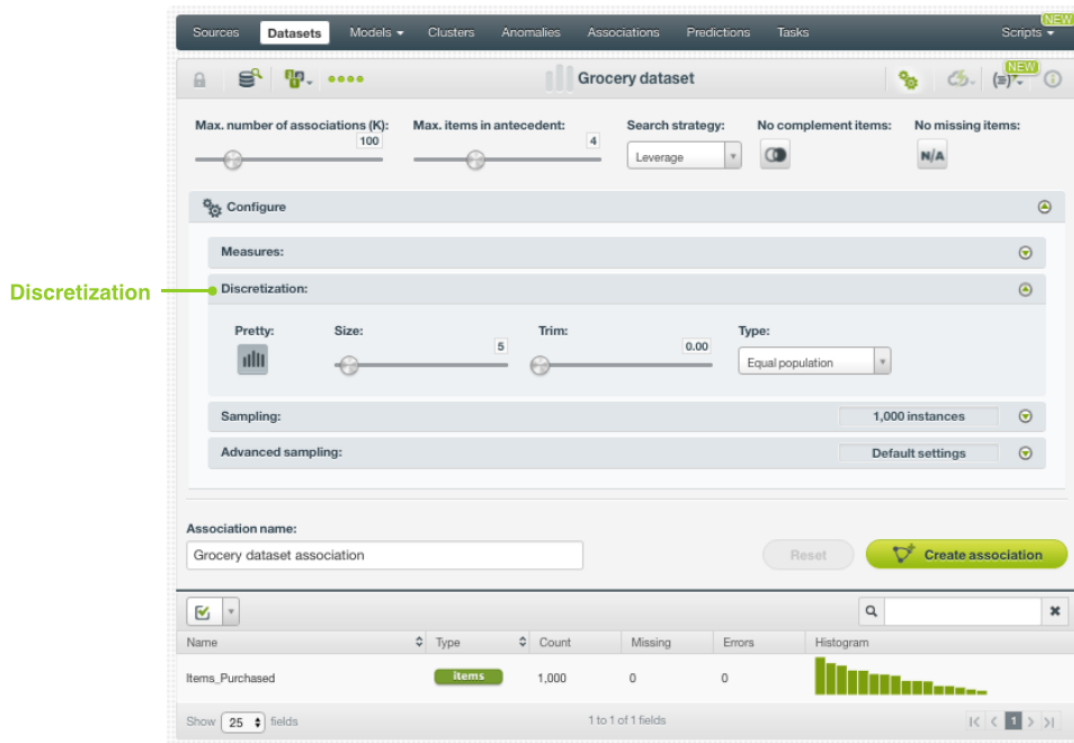 NEW
Sources Datasets Models Clusters Anomalies Associations Predictions Tasks Scripts
NEW
Grocery dataset
Max. number of associations (K): Max. items in antecedent: Search strategy: No complement items: No missing items:
100 4 Leverage N/A
Configure
Measures:
Discretization
Discretization:
Pretty: Size: Trim: Type:
5 0.00 Equal population
Sampling: 1,000 instances
Advanced sampling: Default settings
Association name:
Grocery dataset association Reset Create association
Name Type Count Missing Errors Histogram
Items_Purchased items 1,000 0 0
Show 25 fields 1 to 1 of 1 fields 1